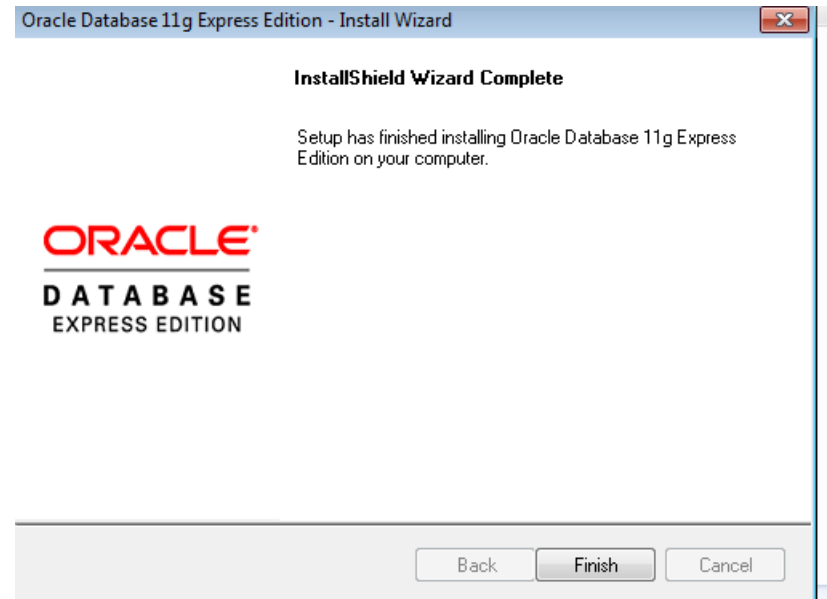 Oracle Database 11g Express Edition - Install Wizard
InstallShield Wizard Complete
Setup has finished installing Oracle Database 11g Express
Edition on your computer.
ORACLE®
DATABASE
EXPRESS EDITION
Back
Finish
Cancel